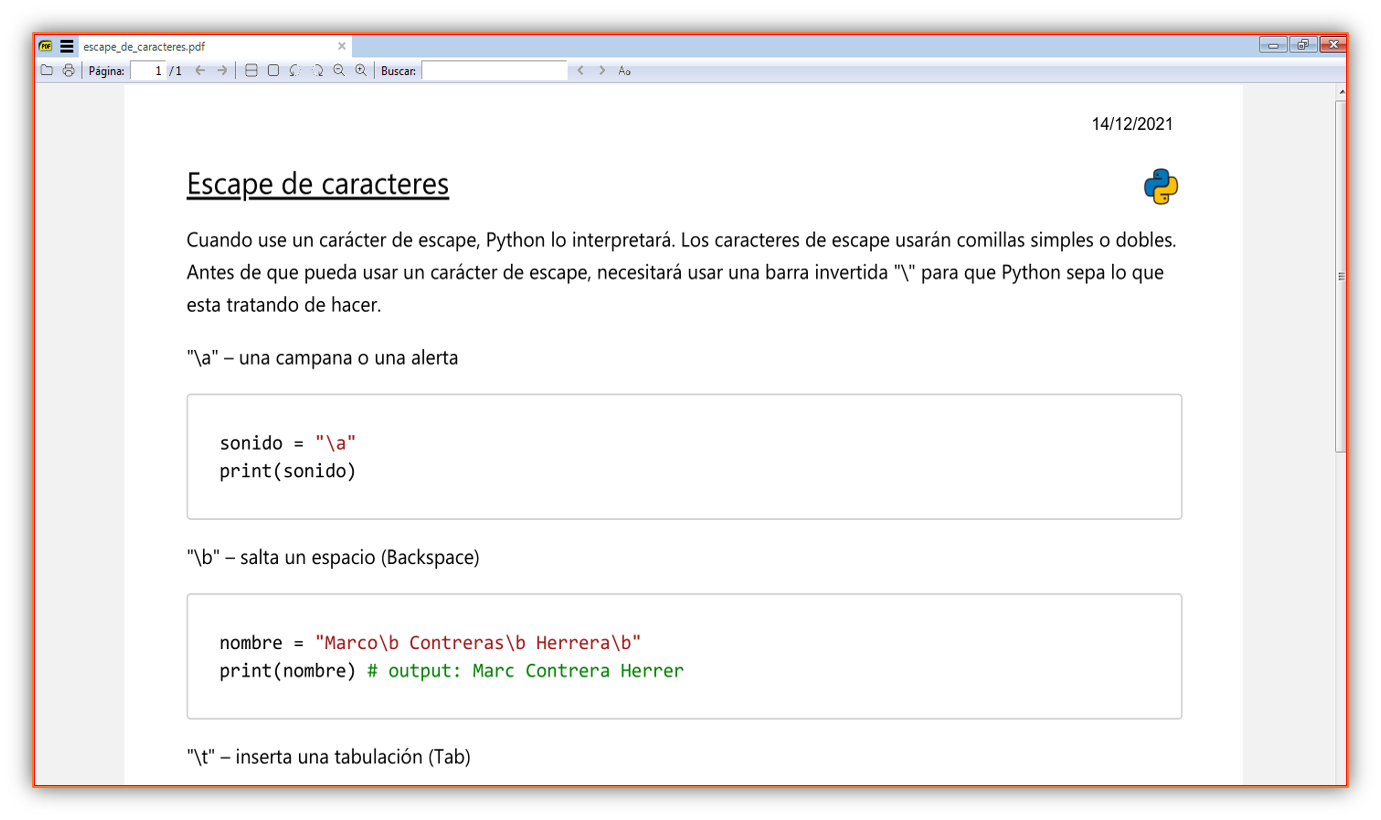 PDF
escape_de_caracteres.pdf
Página: 1 / 1
Buscar:
14/12/2021
Escape de caracteres
Cuando use un carácter de escape, Python lo interpretará. Los caracteres de escape usarán comillas simples o dobles.
Antes de que pueda usar un carácter de escape, necesitará usar una barra invertida "\" para que Python sepa lo que
esta tratando de hacer.
"\a" – una campana o una alerta
sonido = "\a"
print(sonido)
"\b" – salta un espacio (Backspace)
nombre = "Marco\b Contreras\b Herrera\b"
print(nombre) # output: Marc Contrera Herrer
"\t" – inserta una tabulación (Tab)